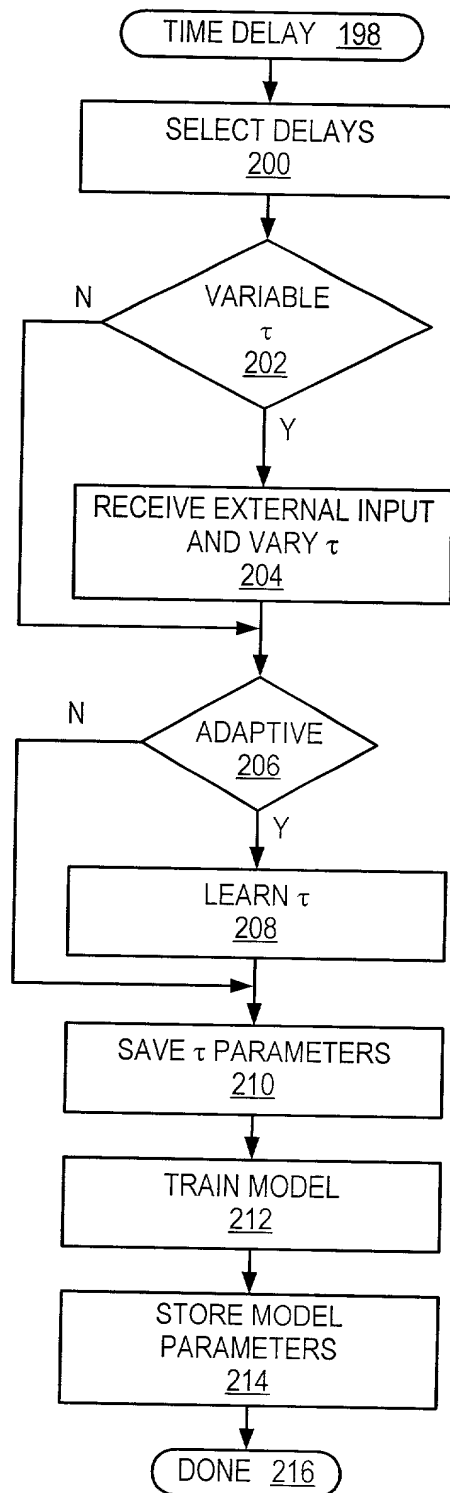 TIME DELAY 198
SELECT DELAYS
200
N
VARIABLE
τ
202
Y
RECEIVE EXTERNAL INPUT
AND VARY τ
204
N
ADAPTIVE
206
Y
LEARN τ
208
SAVE τ PARAMETERS
210
TRAIN MODEL
212
STORE MODEL
PARAMETERS
214
DONE 216